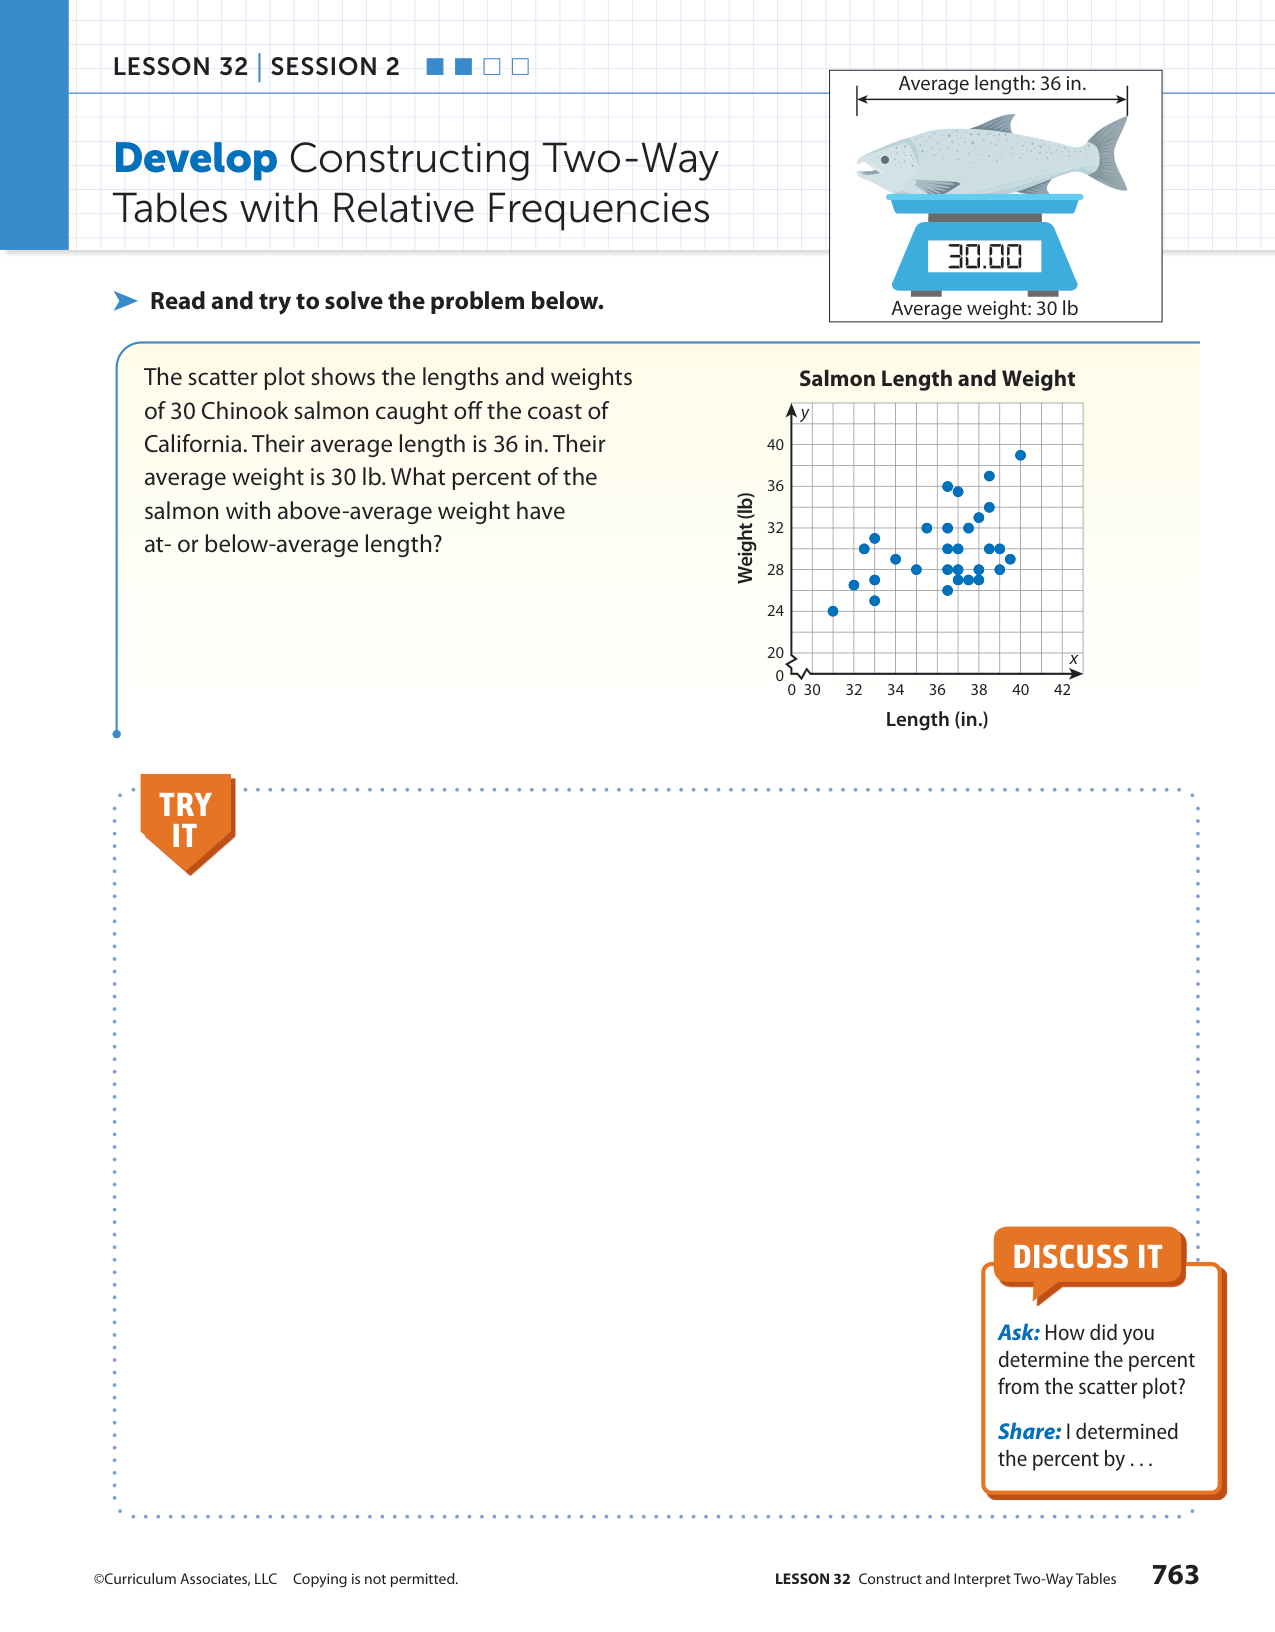 LESSON 32 | SESSION 2
Average length: 36 in.
30.00
Average weight: 30 lb
Develop Constructing Two-Way
Tables with Relative Frequencies
Read and try to solve the problem below.
The scatter plot shows the lengths and weights
of 30 Chinook salmon caught off the coast of
California. Their average length is 36 in. Their
average weight is 30 lb. What percent of the
salmon with above-average weight have
at- or below-average length?
Salmon Length and Weight
y
40
36
32
28
24
20
0
Weight (lb)
x
0 30 32 34 36 38 40 42
Length (in.)
TRY
IT
DISCUSS IT
Ask: How did you
determine the percent
from the scatter plot?
Share: I determined
the percent by . . .
©Curriculum Associates, LLC Copying is not permitted.
LESSON 32 Construct and Interpret Two-Way Tables 763